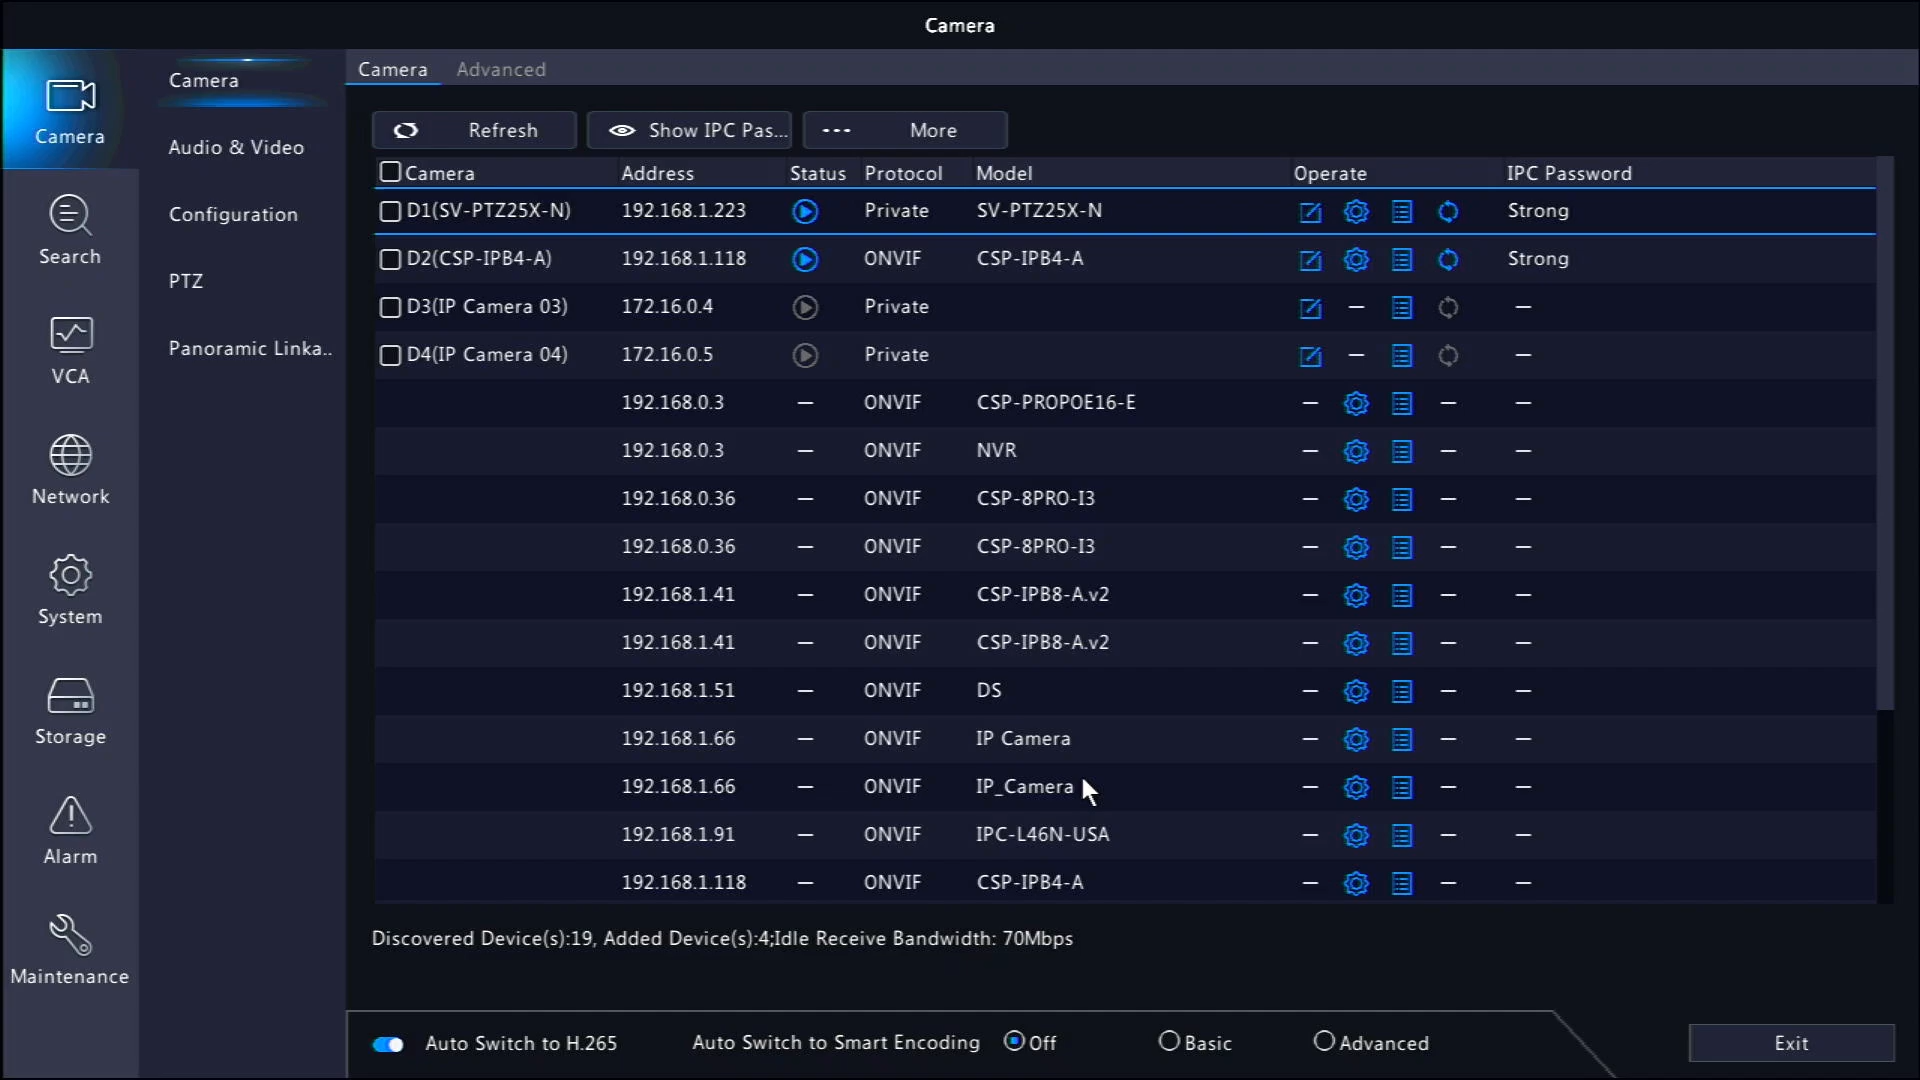 Camera
Camera
Search
VCA
Network
System
Storage
Alarm
Maintenance
Camera
Audio & Video
Configuration
PTZ
Panoramic Linka..
Camera Advanced
Refresh Show IPC Pas... More
Camera Address Status Protocol Model Operate IPC Password
D1(SV-PTZ25X-N) 192.168.1.223 Private SV-PTZ25X-N Strong
D2(CSP-IPB4-A) 192.168.1.118 ONVIF CSP-IPB4-A Strong
D3(IP Camera 03) 172.16.0.4 Private — —
D4(IP Camera 04) 172.16.0.5 Private — —
192.168.0.3 — ONVIF CSP-PROPOE16-E — — —
192.168.0.3 — ONVIF NVR — — —
192.168.0.36 — ONVIF CSP-8PRO-I3 — — —
192.168.0.36 — ONVIF CSP-8PRO-I3 — — —
192.168.1.41 — ONVIF CSP-IPB8-A.v2 — — —
192.168.1.41 — ONVIF CSP-IPB8-A.v2 — — —
192.168.1.51 — ONVIF DS — — —
192.168.1.66 — ONVIF IP Camera — — —
192.168.1.66 — ONVIF IP_Camera — — —
192.168.1.91 — ONVIF IPC-L46N-USA — — —
192.168.1.118 — ONVIF CSP-IPB4-A — — —
Discovered Device(s):19, Added Device(s):4;Idle Receive Bandwidth: 70Mbps
Auto Switch to H.265 Auto Switch to Smart Encoding Off Basic Advanced Exit